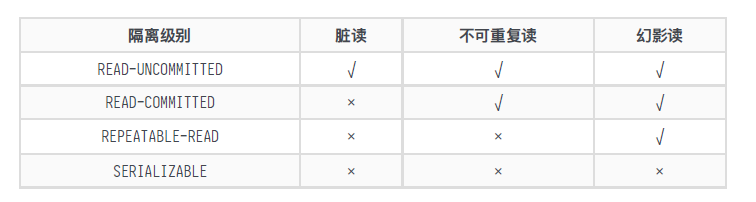 隔离级别 脏读 不可重复读 幻影读
READ-UNCOMMITTED √ √ √
READ-COMMITTED × √ √
REPEATABLE-READ × × √
SERIALIZABLE × × ×